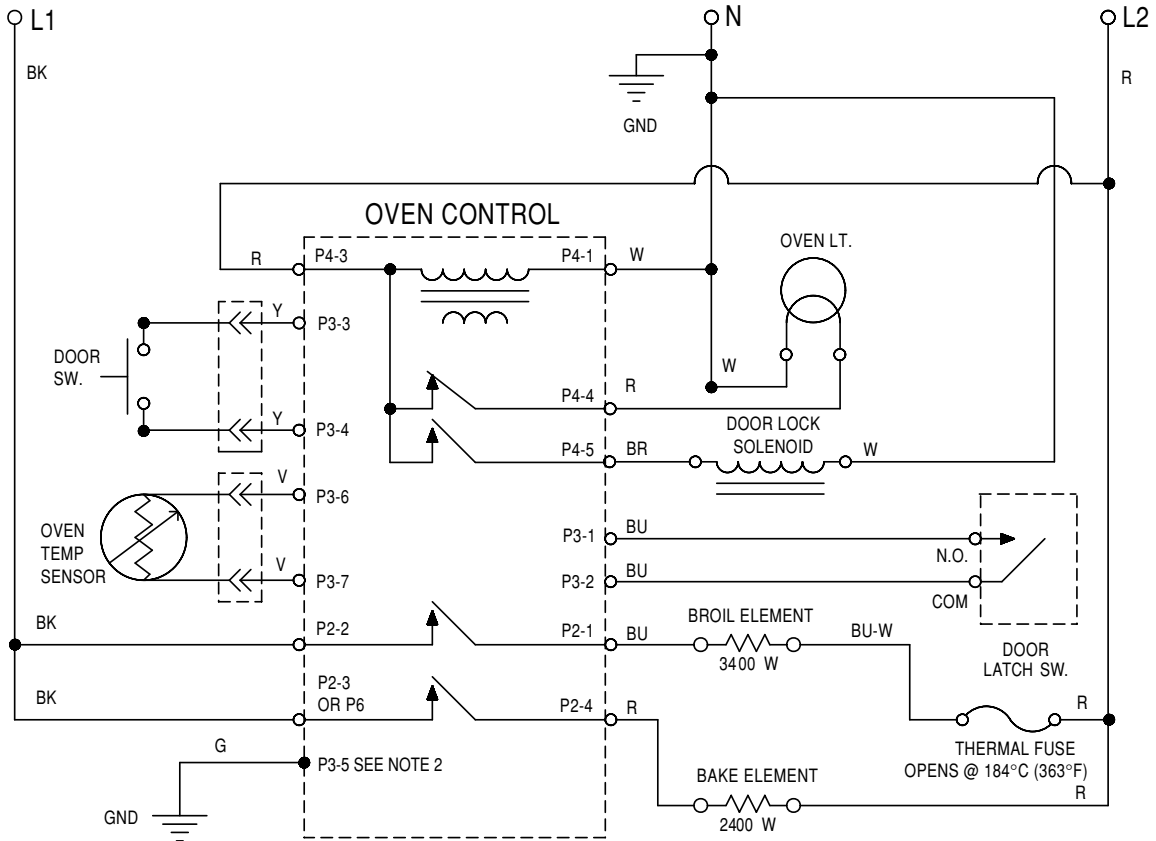 L1
N
L2
BK
R
GND
OVEN CONTROL
OVEN LT.
R
P4-3
P4-1
W
Y
P3-3
DOOR
SW.
W
R
P4-4
Y
P3-4
DOOR LOCK
SOLENOID
P4-5
BR
W
V
P3-6
OVEN
TEMP
SENSOR
P3-1
BU
N.O.
V
P3-7
P3-2
BU
COM
BK
P2-2
P2-1
BU
BROIL ELEMENT
3400 W
BU-W
DOOR
LATCH SW.
BK
P2-3
OR P6
P2-4
R
R
THERMAL FUSE
OPENS @ 184°C (363°F)
G
P3-5 SEE NOTE 2
GND
BAKE ELEMENT
2400 W
R